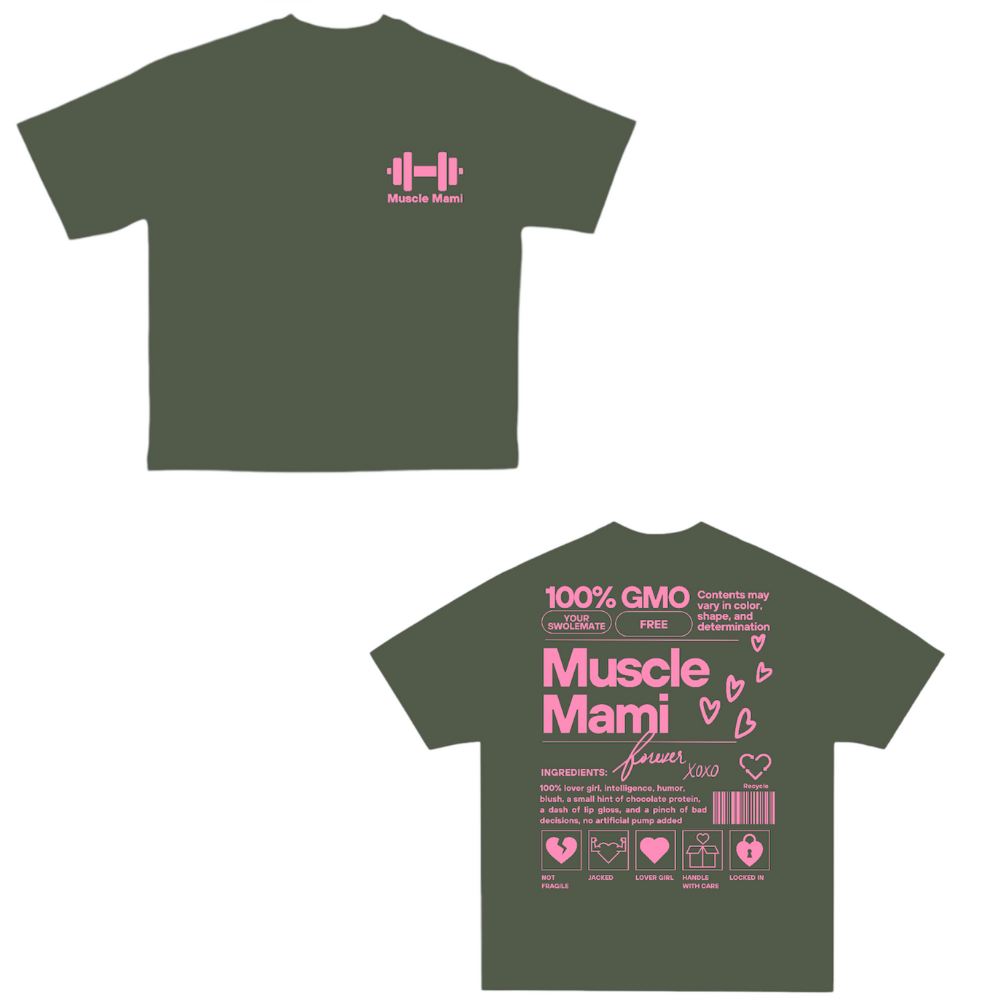 Muscle Mami
100% GMO
YOUR
SWOLEMATE
FREE
Contents may
vary in color,
shape, and
determination
Muscle
Mami
forever
xoxo
INGREDIENTS:
100% lover girl, intelligence, humor,
blush, a small hint of chocolate protein,
a dash of lip gloss, and a pinch of bad
decisions, no artificial pump added
Recycle
NOT
FRAGILE
JACKED
LOVER GIRL
HANDLE
WITH CARE
LOCKED IN